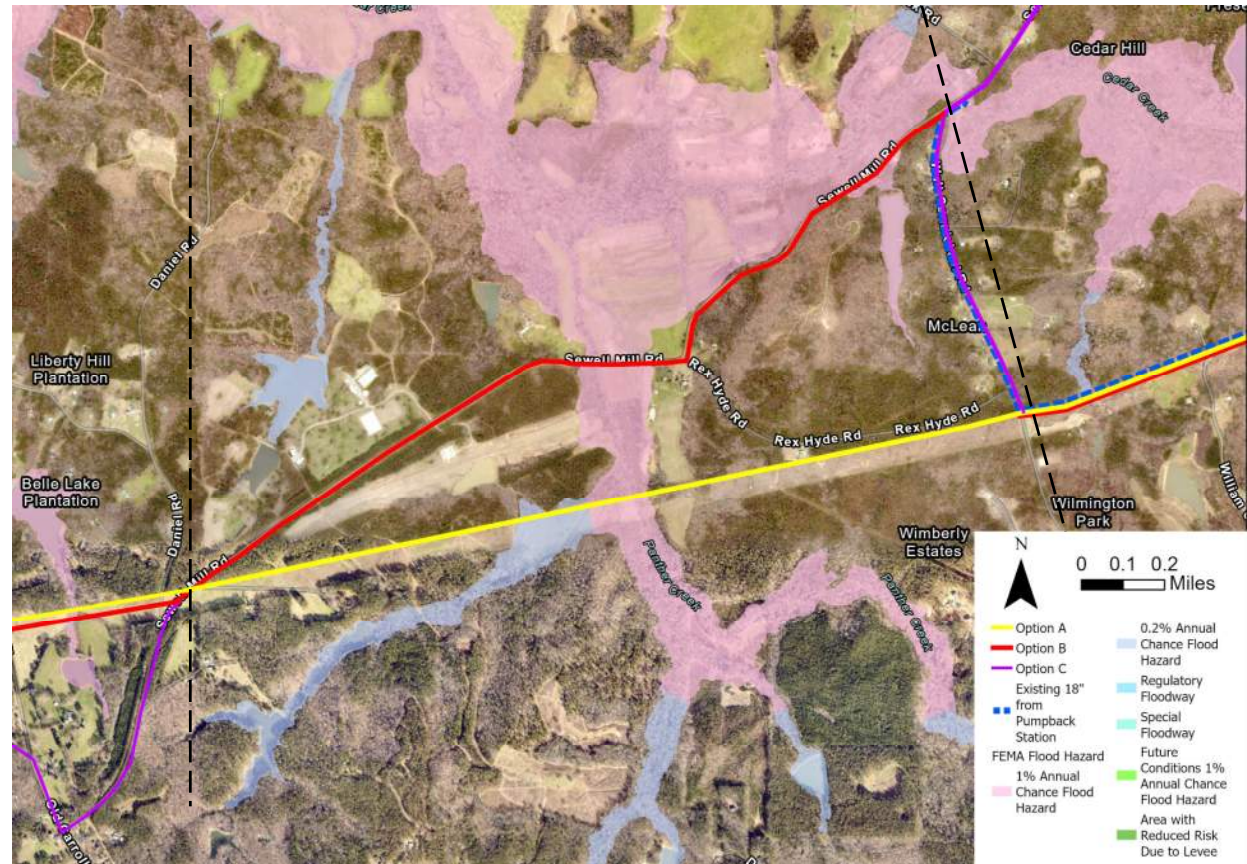 Cedar Creek
Cedar Hill
Cedar Creek
Sewell Mill Rd
Daniel Rd
McLean
Liberty Hill
Plantation
Sewell Mill Rd
Rex Hyde Rd
Rex Hyde Rd
Rex Hyde Rd
Belle Lake
Plantation
Daniel Rd
Wilmington
Park
Wimberly
Estates
Panther Creek
Panther Creek
Mill Rd
N
0 0.1 0.2
Miles
Option A
Option B
Option C
Existing 18"
from
Pumpback
Station
FEMA Flood Hazard
1% Annual
Chance Flood
Hazard
0.2% Annual
Chance Flood
Hazard
Regulatory
Floodway
Special
Floodway
Future
Conditions 1%
Annual Chance
Flood Hazard
Area with
Reduced Risk
Due to Levee